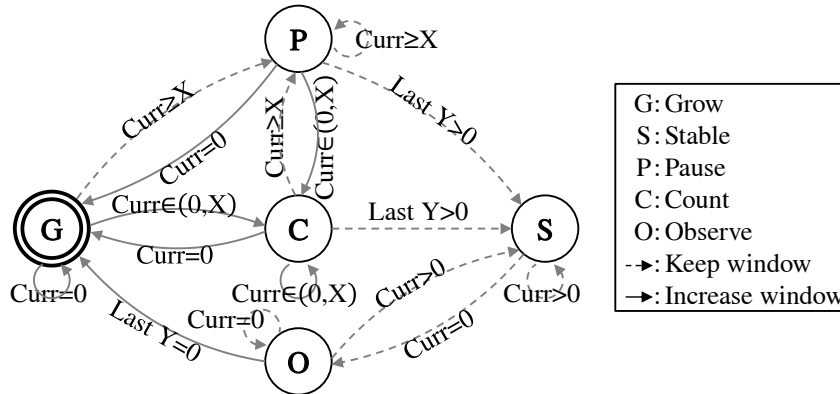 P
Curr≥X
Curr≥X
Last Y>0
Curr=0
Curr≥X
Curr∈(0,X)
G: Grow
S: Stable
P: Pause
C: Count
O: Observe
: Keep window
: Increase window
Curr∈(0,X)
G
C
Last Y>0
S
Curr=0
Curr=0
Curr∈(0,X)
Curr>0
Curr>0
Curr=0
Last Y=0
Curr=0
O